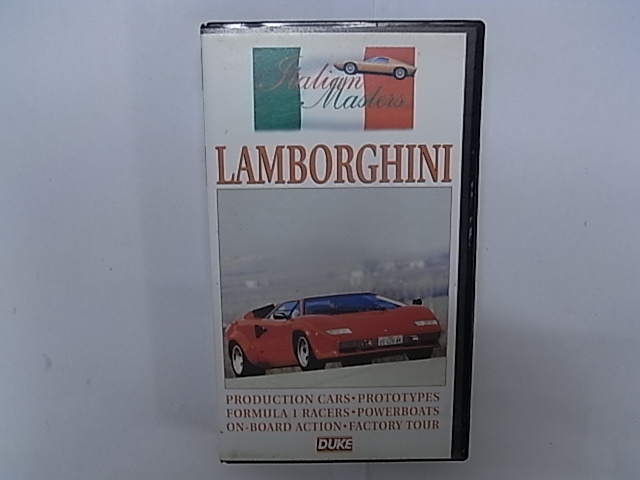 Italian
Masters
LAMBORGHINI
PRODUCTION CARS•PROTOTYPES
FORMULA 1 RACERS•POWERBOATS
ON-BOARD ACTION•FACTORY TOUR
DUKE